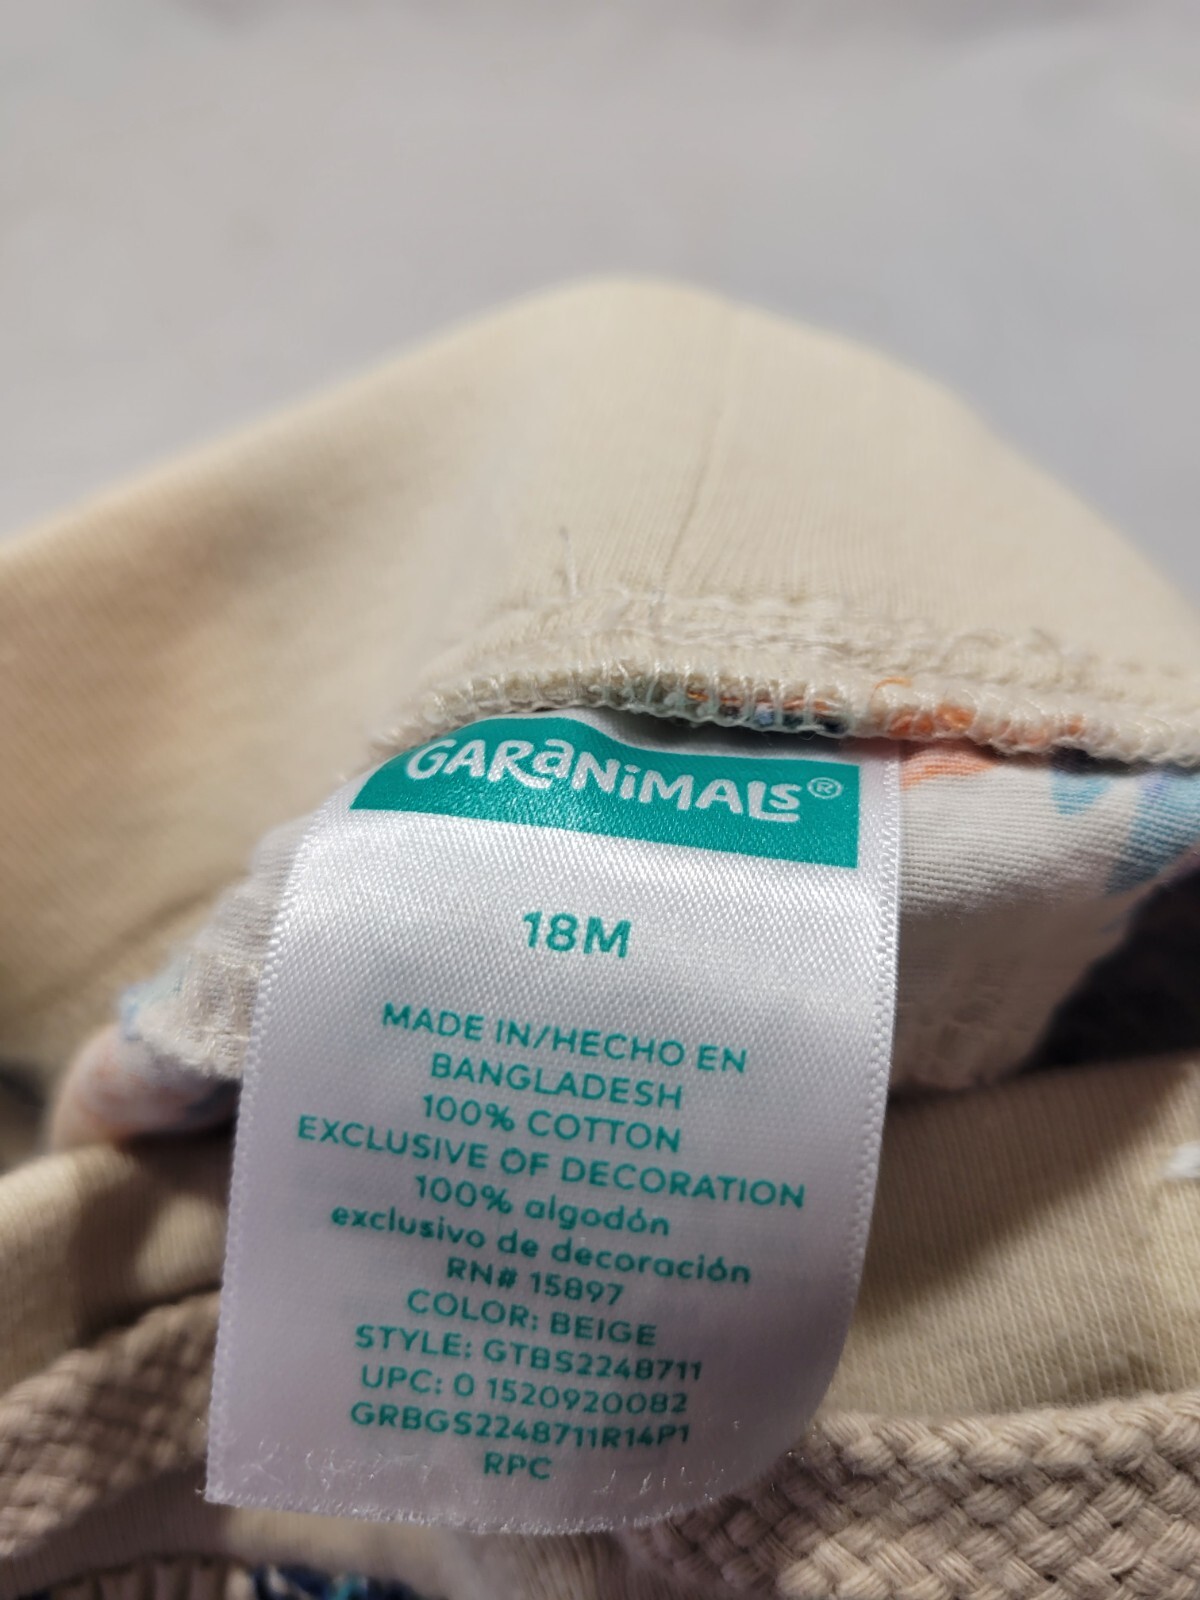 GARaNiMALS®
18M
MADE IN/HECHO EN
BANGLADESH
100% COTTON
EXCLUSIVE OF DECORATION
100% algodón
exclusivo de decoración
RN# 15897
COLOR: BEIGE
STYLE: GTBS2248711
UPC: 0 1520920082
GRBGS2248711R14P1
RPC